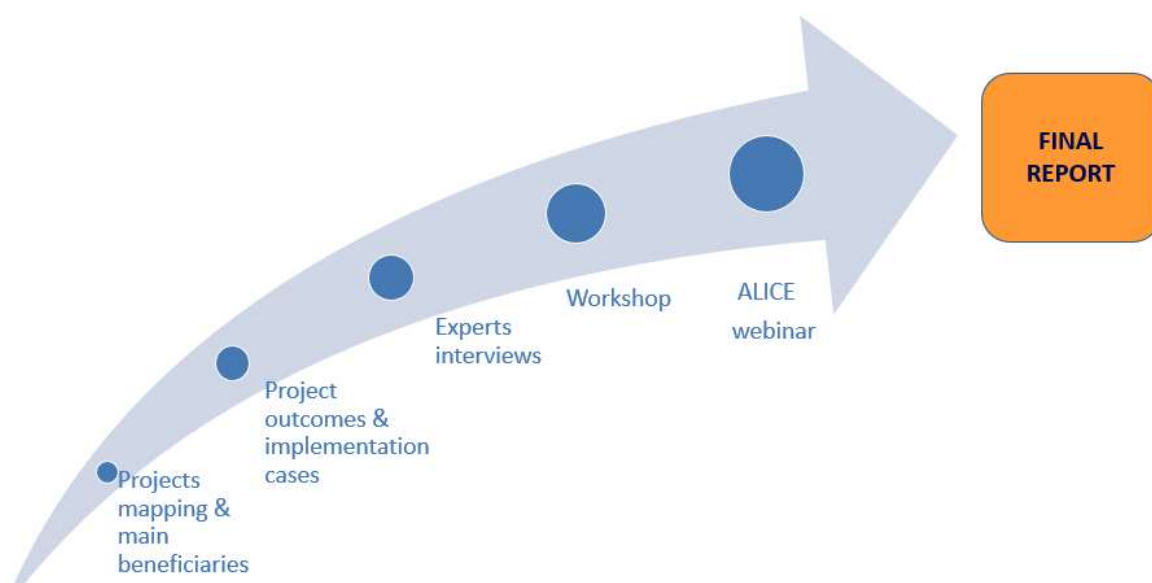 FINAL
REPORT
ALICE
webinar
Workshop
Experts
interviews
Project
outcomes &
implementation
cases
Projects
mapping &
main
beneficiaries